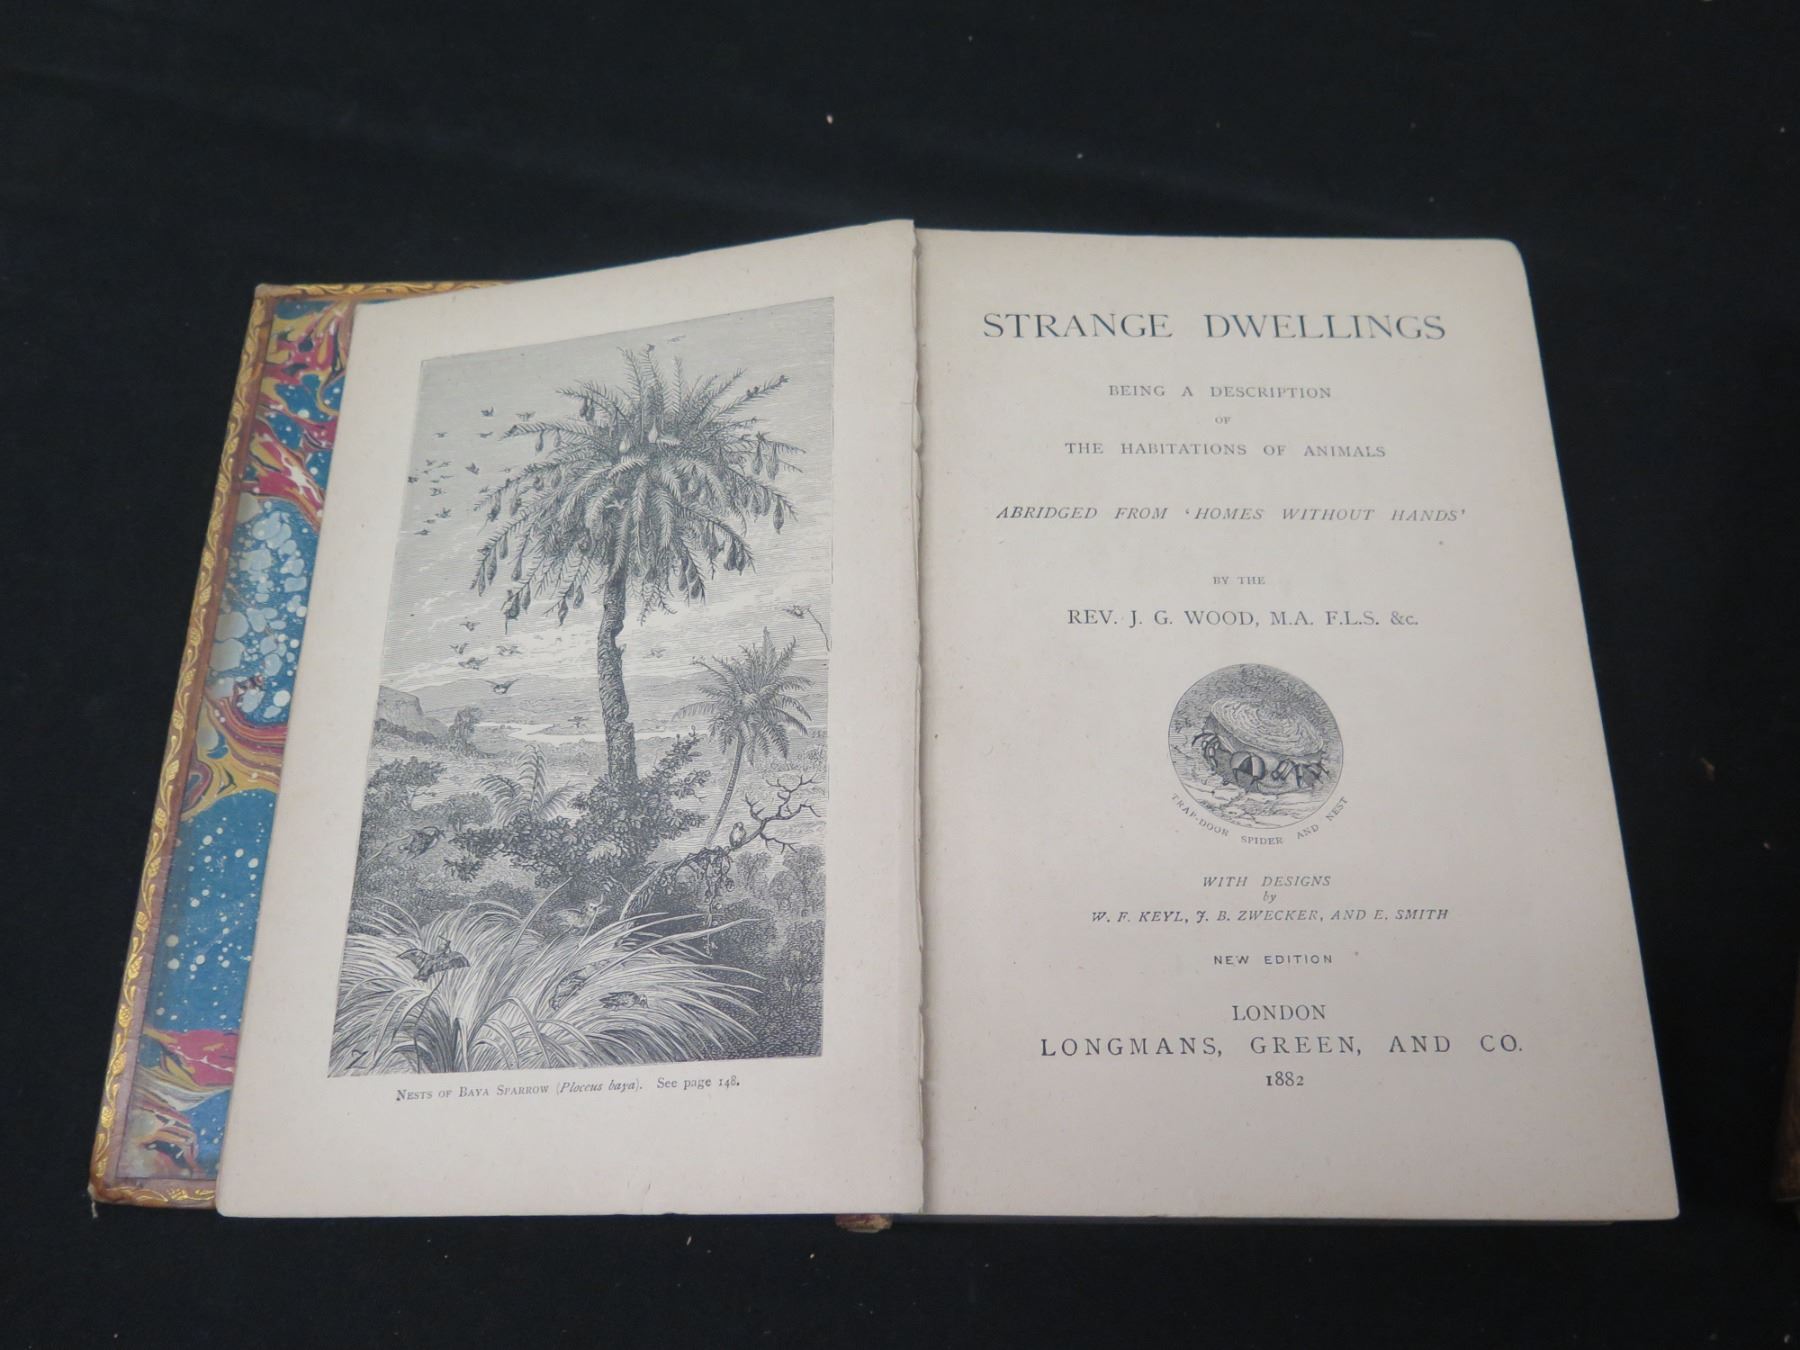 NESTS OF BAYA SPARROW (Ploceus baya). See page 148.
STRANGE DWELLINGS
BEING A DESCRIPTION
OF
THE HABITATIONS OF ANIMALS
ABRIDGED FROM 'HOMES WITHOUT HANDS'
BY THE
REV. J. G. WOOD, M.A. F.L.S. &c.
TRAP-DOOR SPIDER AND NEST
WITH DESIGNS
by
W. F. KEYL, J. B. ZWECKER, AND E. SMITH
NEW EDITION
LONDON
LONGMANS, GREEN, AND CO.
1882